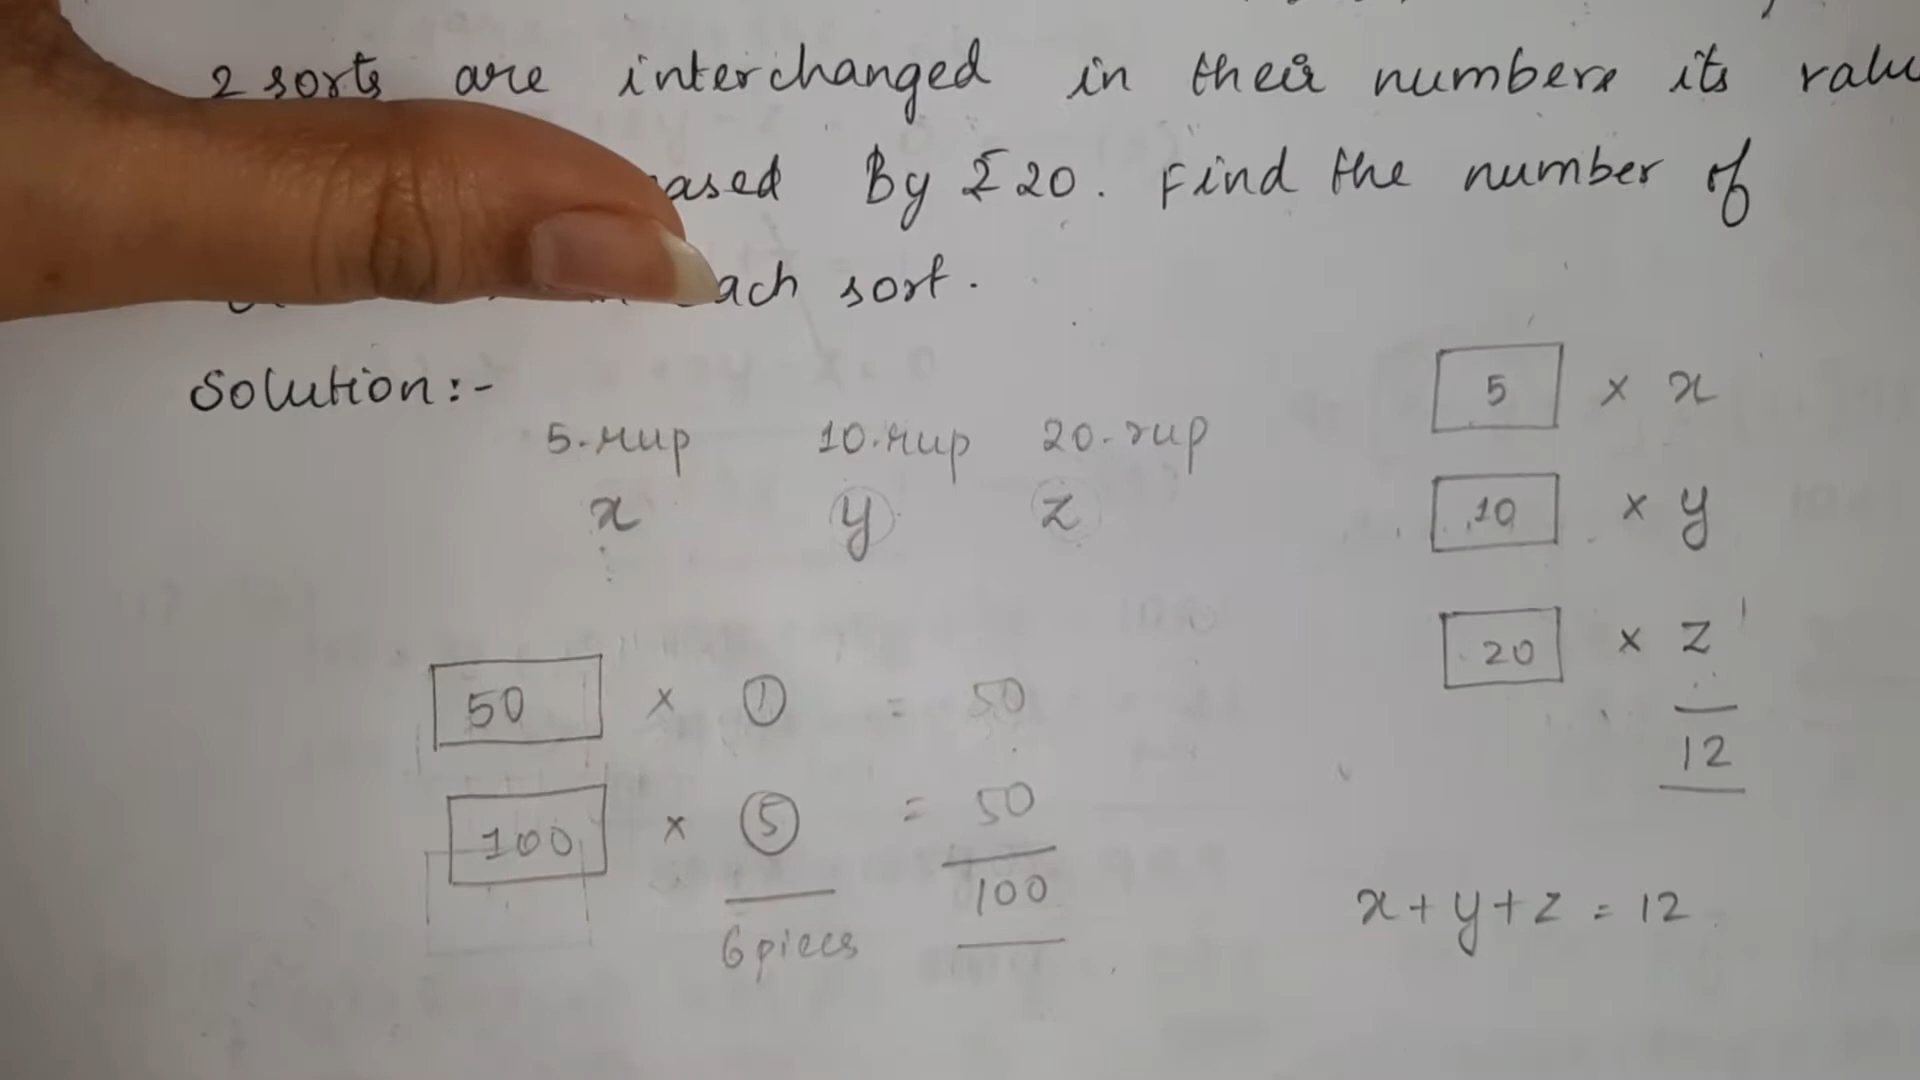 2 sorts are interchanged in their numbers its valu
ased By ₹20. Find the number of
ach sort.
Solution:-
5-rup 10-rup 20-rup
x y z
5 × x
10 × y
20 × z
12
50 × 1 = 50
100 × 5 = 50
6 pices 100
x+y+z = 12